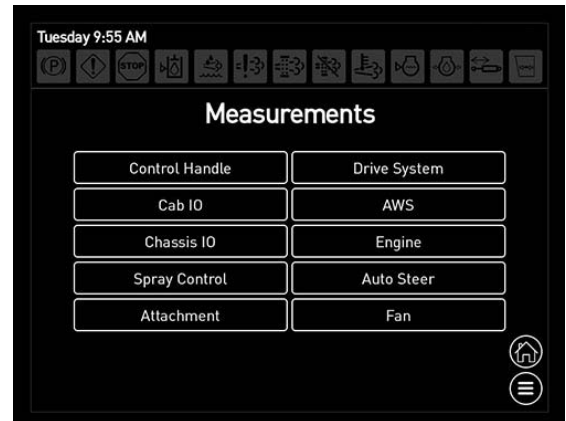 Tuesday 9:55 AM
(P) STOP
Measurements
Control Handle Drive System
Cab IO AWS
Chassis IO Engine
Spray Control Auto Steer
Attachment Fan